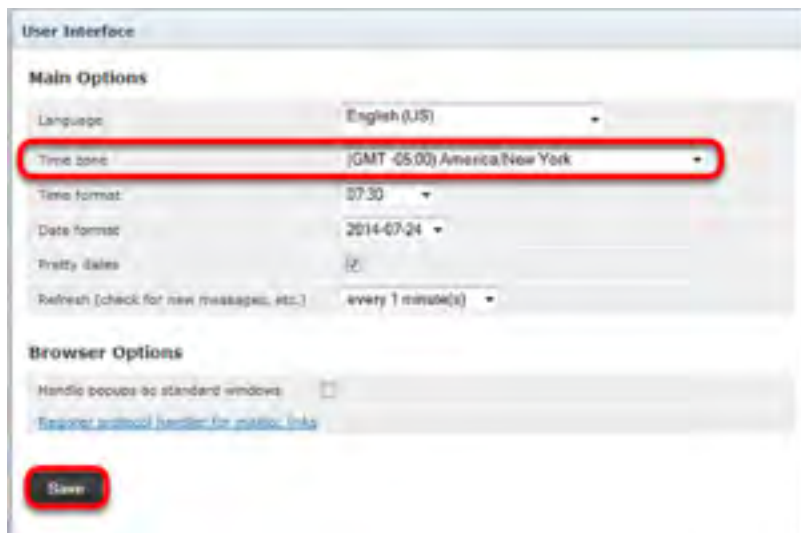 User Interface
Main Options
Language English (US)
Time zone (GMT -05:00) America/New York
Time format 07:30
Date format 2014-07-24
Pretty dates
Refresh (check for new messages, etc.) every 1 minute(s)
Browser Options
Handle popups as standard windows
Register protocol handler for mailto: links
Save